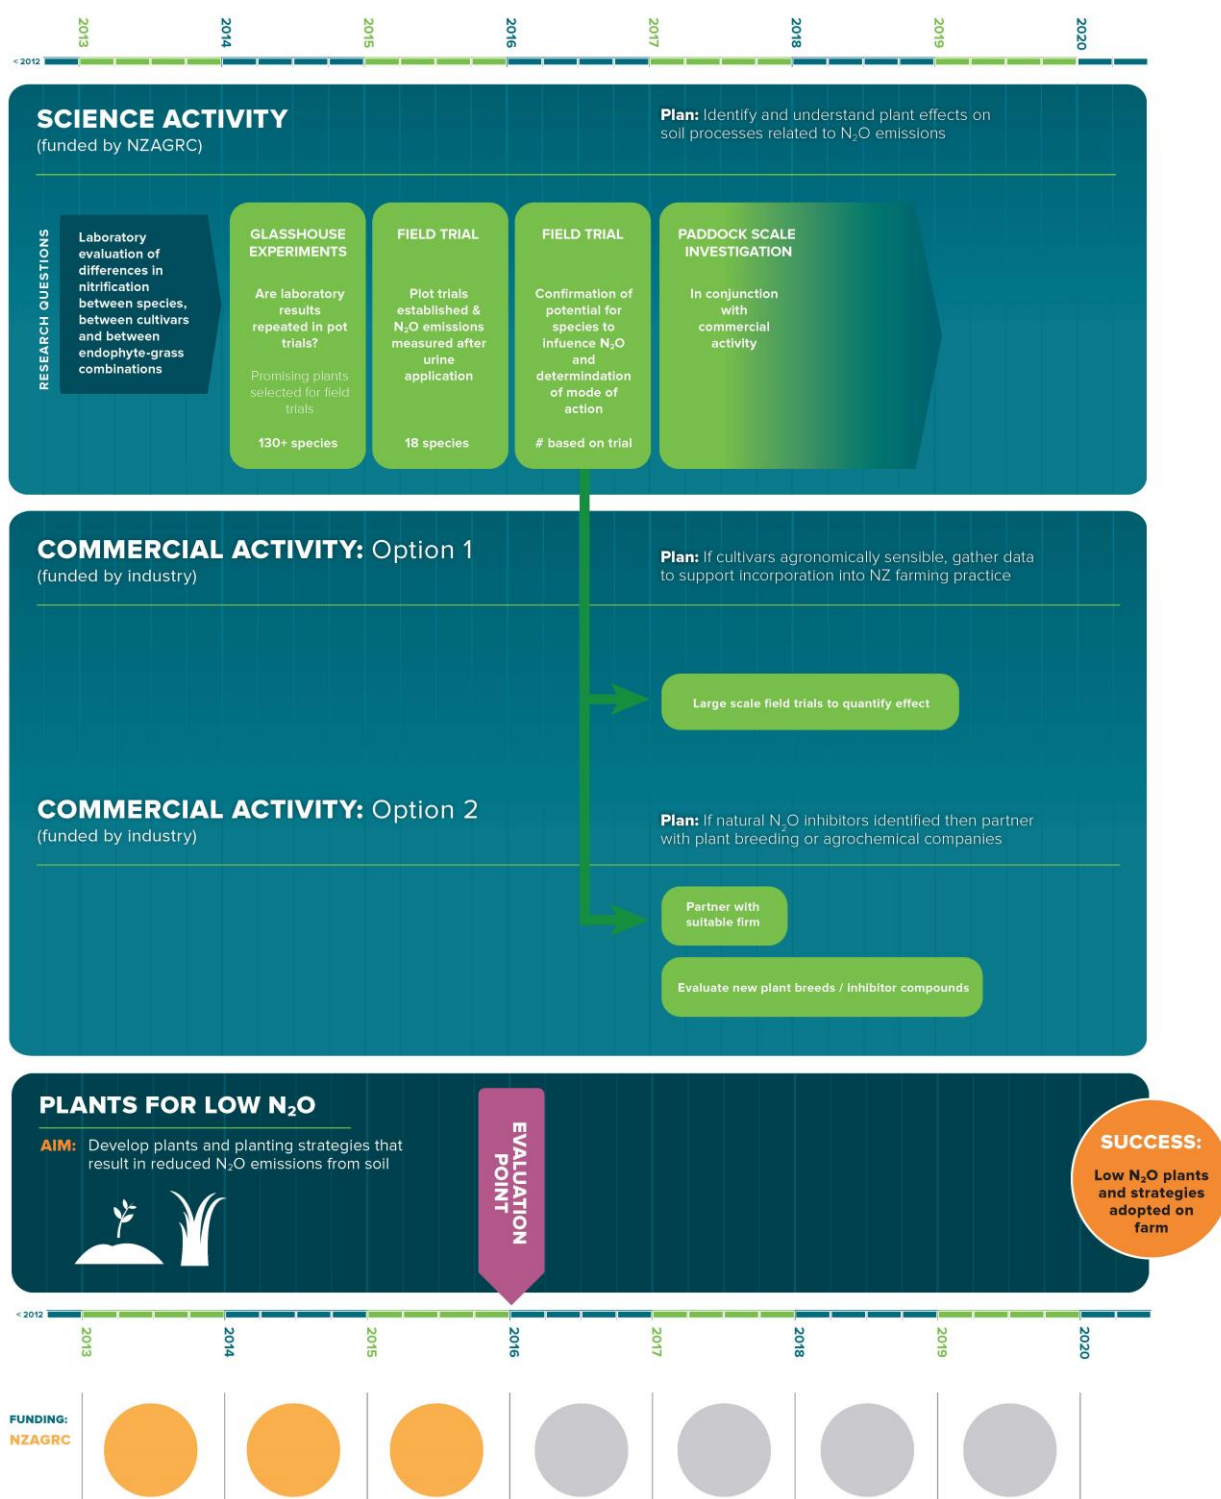 2013
2014
2015
2016
2017
2018
2019
2020
< 2012
SCIENCE ACTIVITY
(funded by NZAGRC)
Plan: Identify and understand plant effects on
soil processes related to N₂O emissions
RESEARCH QUESTIONS
Laboratory
evaluation of
differences in
nitrification
between species,
between cultivars
and between
endophyte-grass
combinations
GLASSHOUSE
EXPERIMENTS
Are laboratory
results
repeated in pot
trials?
Promising plants
selected for field
trials
130+ species
FIELD TRIAL
Plot trials
established &
N₂O emissions
measured after
urine
application
18 species
FIELD TRIAL
Confirmation of
potential for
species to
infuence N₂O
and
determindation
of mode of
action
# based on trial
PADDOCK SCALE
INVESTIGATION
In conjunction
with
commercial
activity
COMMERCIAL ACTIVITY: Option 1
(funded by industry)
Plan: If cultivars agronomically sensible, gather data
to support incorporation into NZ farming practice
Large scale field trials to quantify effect
COMMERCIAL ACTIVITY: Option 2
(funded by industry)
Plan: If natural N₂O inhibitors identified then partner
with plant breeding or agrochemical companies
Partner with
suitable firm
Evaluate new plant breeds / inhibitor compounds
PLANTS FOR LOW N₂O
AIM: Develop plants and planting strategies that
result in reduced N₂O emissions from soil
EVALUATION
POINT
SUCCESS:
Low N₂O plants
and strategies
adopted on
farm
< 2012
2013
2014
2015
2016
2017
2018
2019
2020
FUNDING:
NZAGRC